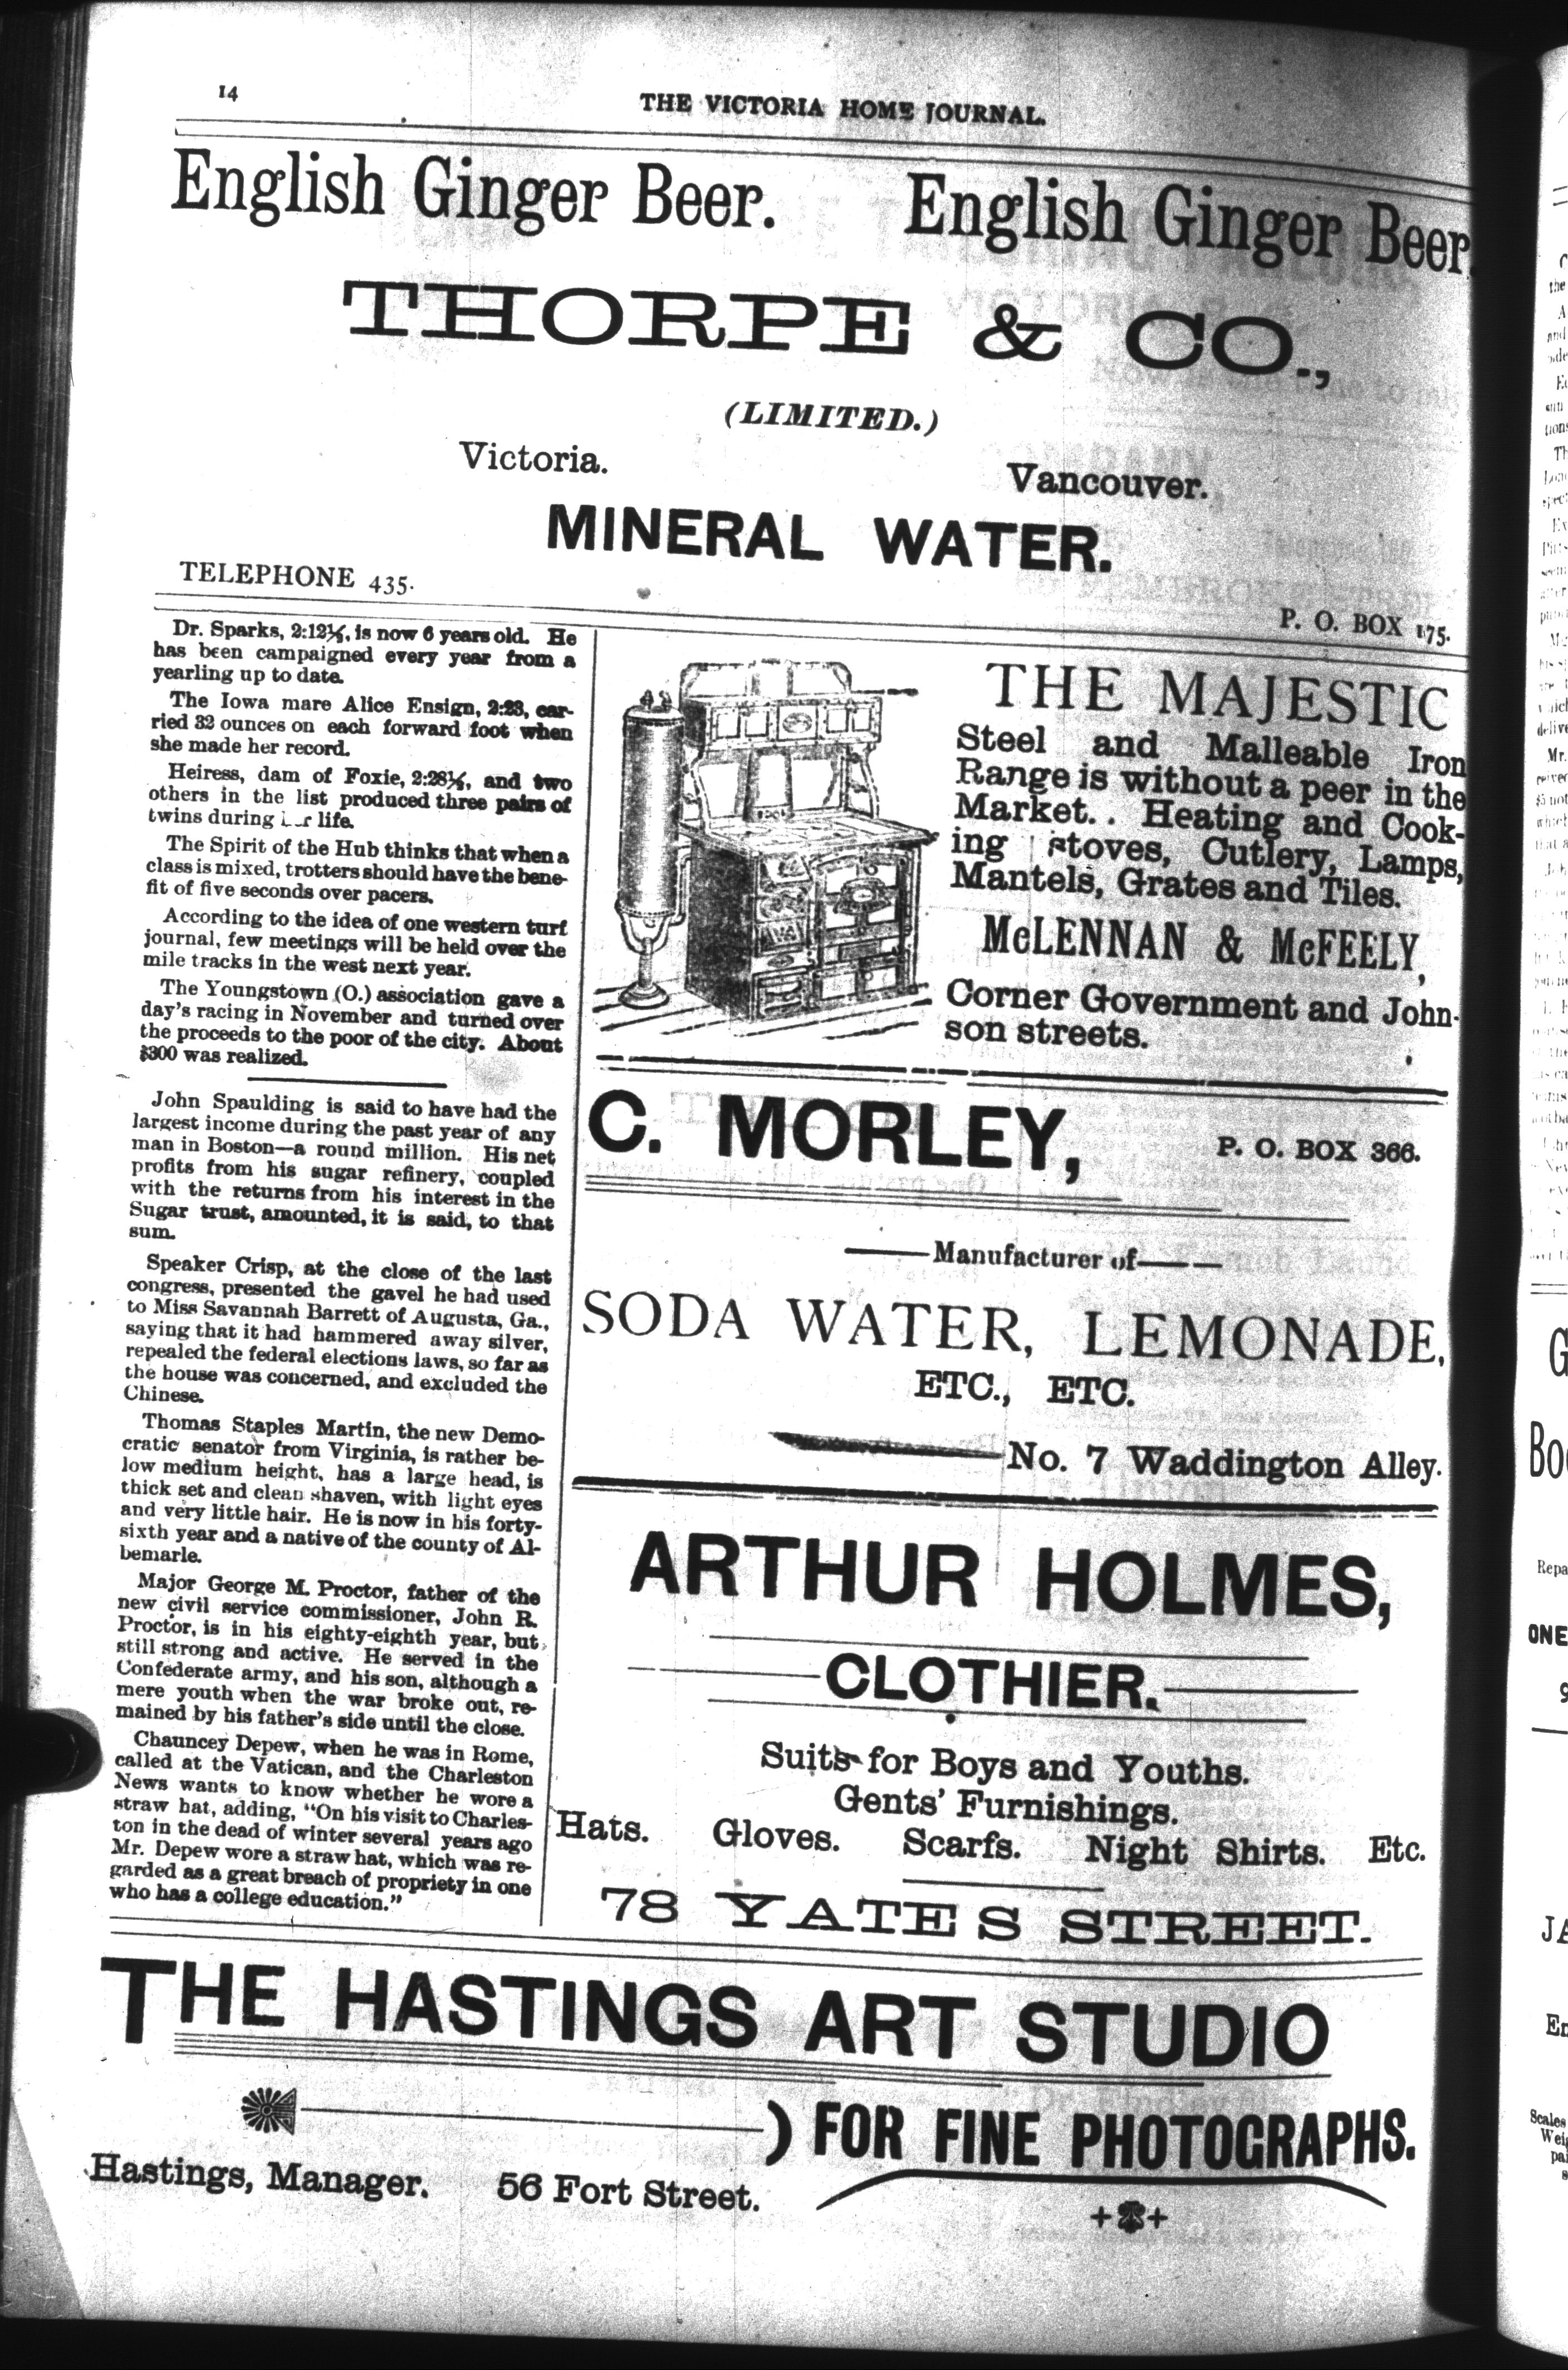 14
THE VICTORIA HOME JOURNAL.
English Ginger Beer. English Ginger Beer.
THORPE & CO.,
(LIMITED.)
Victoria. Vancouver.
MINERAL WATER.
TELEPHONE 435. P. O. BOX 175.
Dr. Sparks, 2:12¼, is now 6 years old. He
has been campaigned every year from a
yearling up to date.
The Iowa mare Alice Ensign, 2:28, car-
ried 32 ounces on each forward foot when
she made her record.
Heiress, dam of Foxie, 2:28¼, and two
others in the list produced three pairs of
twins during life.
The Spirit of the Hub thinks that when a
class is mixed, trotters should have the bene-
fit of five seconds over pacers.
According to the idea of one western turf
journal, few meetings will be held over the
mile tracks in the west next year.
The Youngstown (O.) association gave a
day's racing in November and turned over
the proceeds to the poor of the city. About
$300 was realized.
John Spaulding is said to have had the
largest income during the past year of any
man in Boston—a round million. His net
profits from his sugar refinery, coupled
with the returns from his interest in the
Sugar trust, amounted, it is said, to that
sum.
Speaker Crisp, at the close of the last
congress, presented the gavel he had used
to Miss Savannah Barrett of Augusta, Ga.,
saying that it had hammered away silver,
repealed the federal elections laws, so far as
the house was concerned, and excluded the
Chinese.
Thomas Staples Martin, the new Demo-
cratic senator from Virginia, is rather be-
low medium height, has a large head, is
thick set and clean shaven, with light eyes
and very little hair. He is now in his forty-
sixth year and a native of the county of Al-
bemarle.
Major George M. Proctor, father of the
new civil service commissioner, John R.
Proctor, is in his eighty-eighth year, but
still strong and active. He served in the
Confederate army, and his son, although a
mere youth when the war broke out, re-
mained by his father's side until the close.
Chauncey Depew, when he was in Rome,
called at the Vatican, and the Charleston
News wants to know whether he wore a
straw hat, adding, "On his visit to Charles-
ton in the dead of winter several years ago
Mr. Depew wore a straw hat, which was re-
garded as a great breach of propriety in one
who has a college education."
THE MAJESTIC
Steel and Malleable Iron
Range is without a peer in the
Market. . Heating and Cook-
ing Stoves, Cutlery, Lamps,
Mantels, Grates and Tiles.
McLENNAN & McFEELY,
Corner Government and John-
son streets.
C. MORLEY, P. O. BOX 366.
Manufacturer of
SODA WATER, LEMONADE,
ETC., ETC.
No. 7 Waddington Alley.
ARTHUR HOLMES,
CLOTHIER.
Suits for Boys and Youths.
Gents' Furnishings.
Hats. Gloves. Scarfs. Night Shirts. Etc.
78 YATES STREET.
THE HASTINGS ART STUDIO
) FOR FINE PHOTOGRAPHS.
Hastings, Manager. 56 Fort Street.